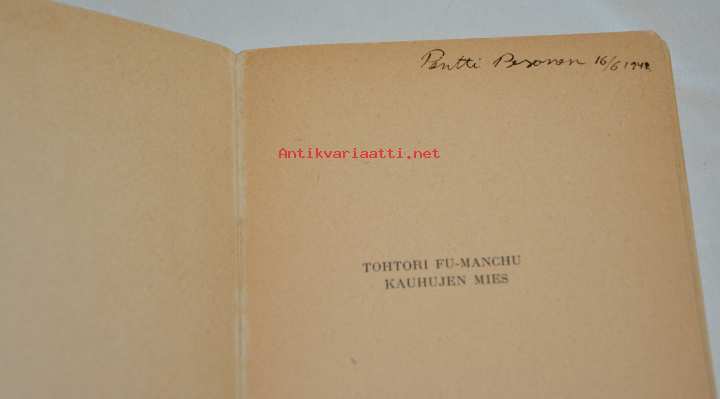 Pentti Pesonen 16/6 1948
Antikvariaatti.net
TOHTORI FU-MANCHU
KAUHUJEN MIES